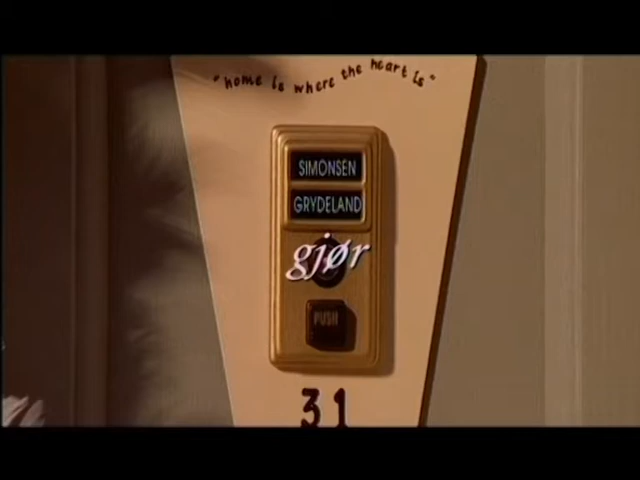 "home is where the heart is"
SIMONSEN
GRYDELAND
gjør
PUSH
31